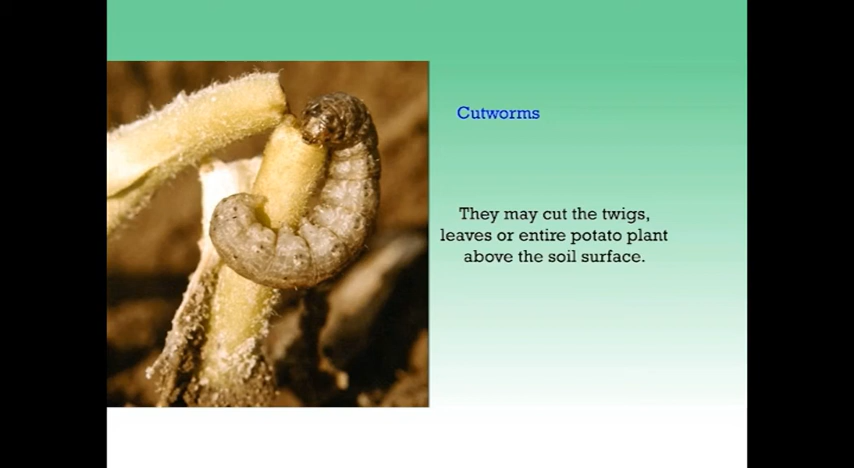 Cutworms
They may cut the twigs,
leaves or entire potato plant
above the soil surface.